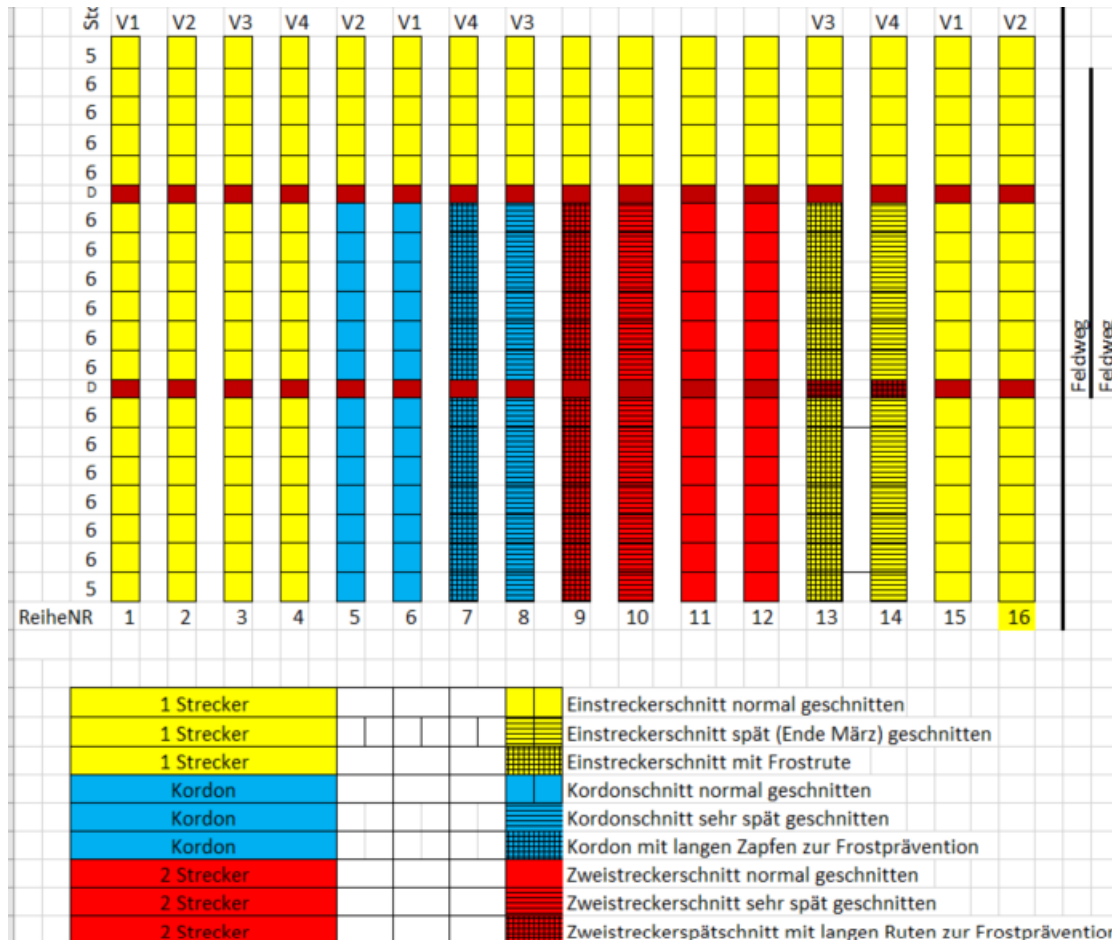 Ste V1 V2 V3 V4 V2 V1 V4 V3 V3 V4 V1 V2
5
6
6
6
6
D
6
6
6
6
6
6
D
6
6
6
6
6
6
5
Feldweg
Feldweg
ReiheNR 1 2 3 4 5 6 7 8 9 10 11 12 13 14 15 16
1 Strecker Einstreckerschnitt normal geschnitten
1 Strecker Einstreckerschnitt spät (Ende März) geschnitten
1 Strecker Einstreckerschnitt mit Frostrute
Kordon Kordonschnitt normal geschnitten
Kordon Kordonschnitt sehr spät geschnitten
Kordon Kordon mit langen Zapfen zur Frostprävention
2 Strecker Zweistreckerschnitt normal geschnitten
2 Strecker Zweistreckerschnitt sehr spät geschnitten
2 Strecker Zweistreckerspätschnitt mit langen Ruten zur Frostprävention